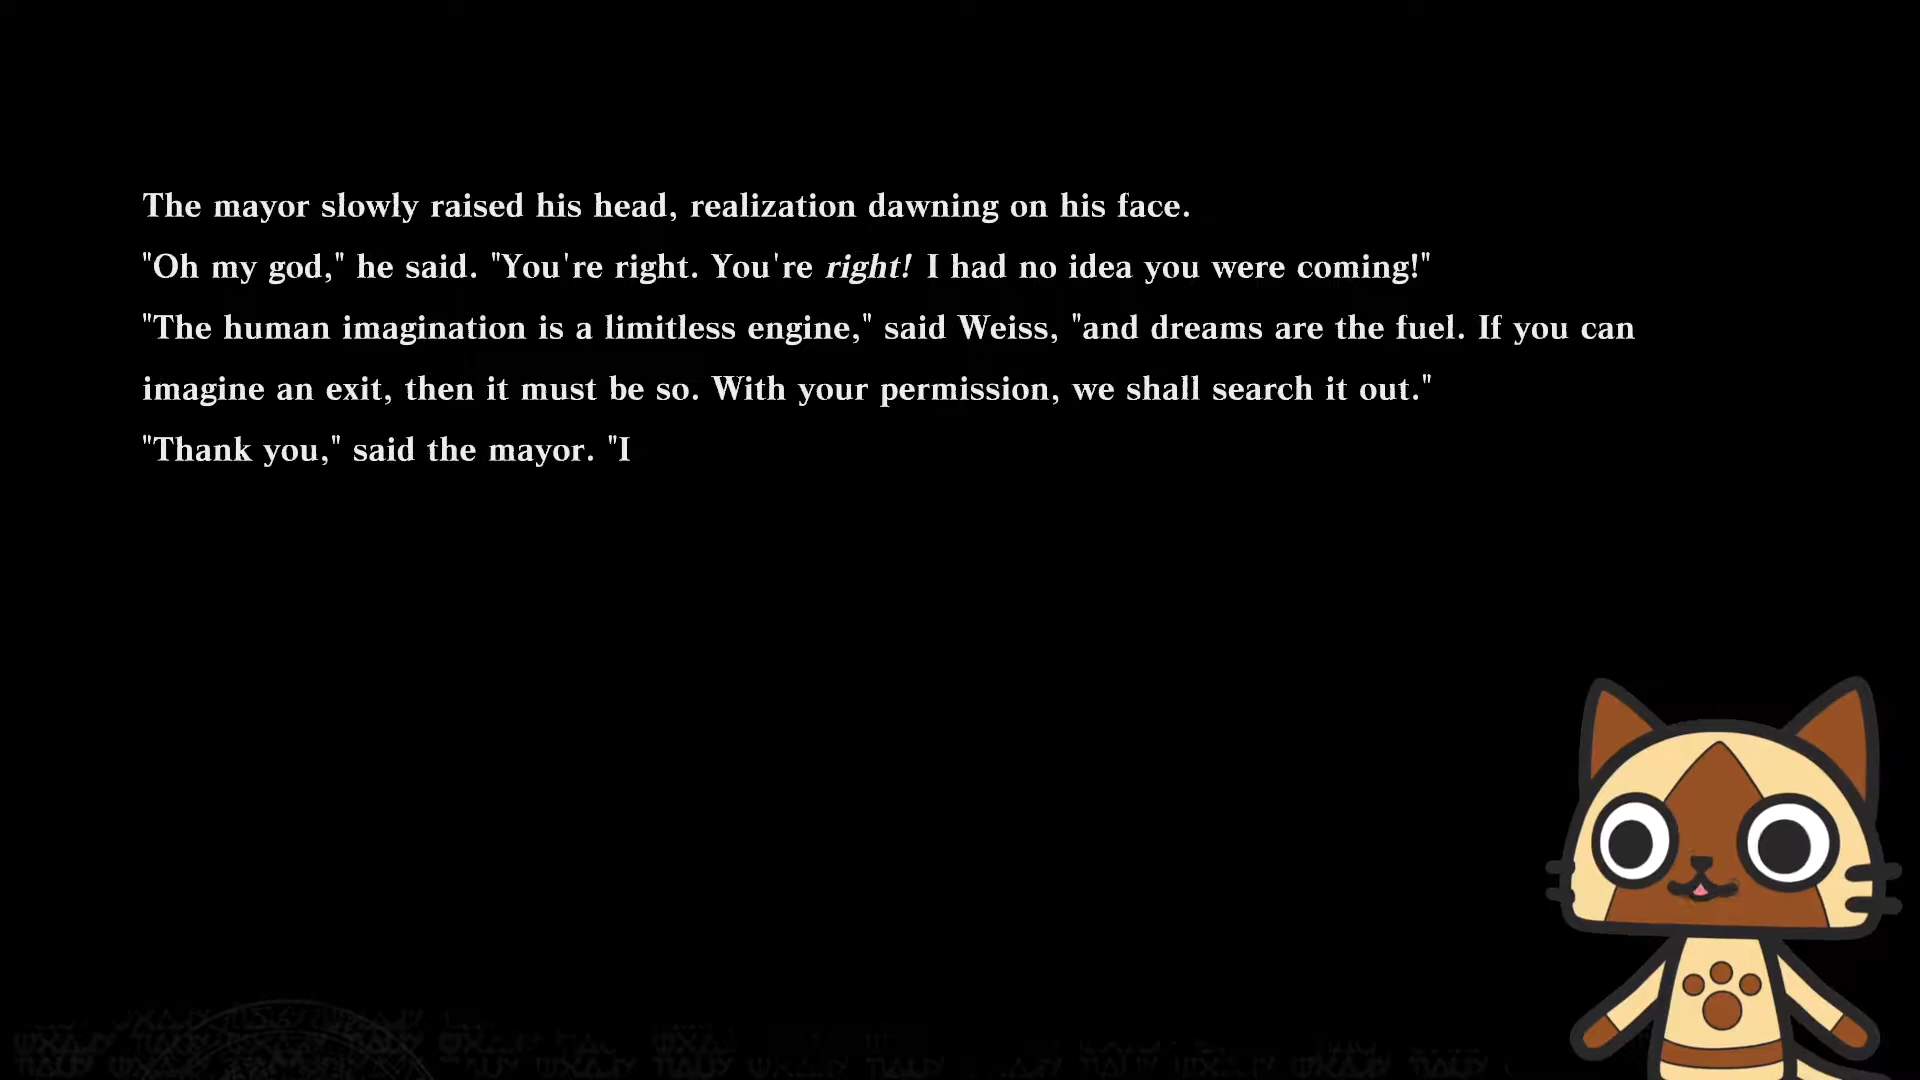 The mayor slowly raised his head, realization dawning on his face.
"Oh my god," he said. "You're right. You're right! I had no idea you were coming!"
"The human imagination is a limitless engine," said Weiss, "and dreams are the fuel. If you can
imagine an exit, then it must be so. With your permission, we shall search it out."
"Thank you," said the mayor. "I